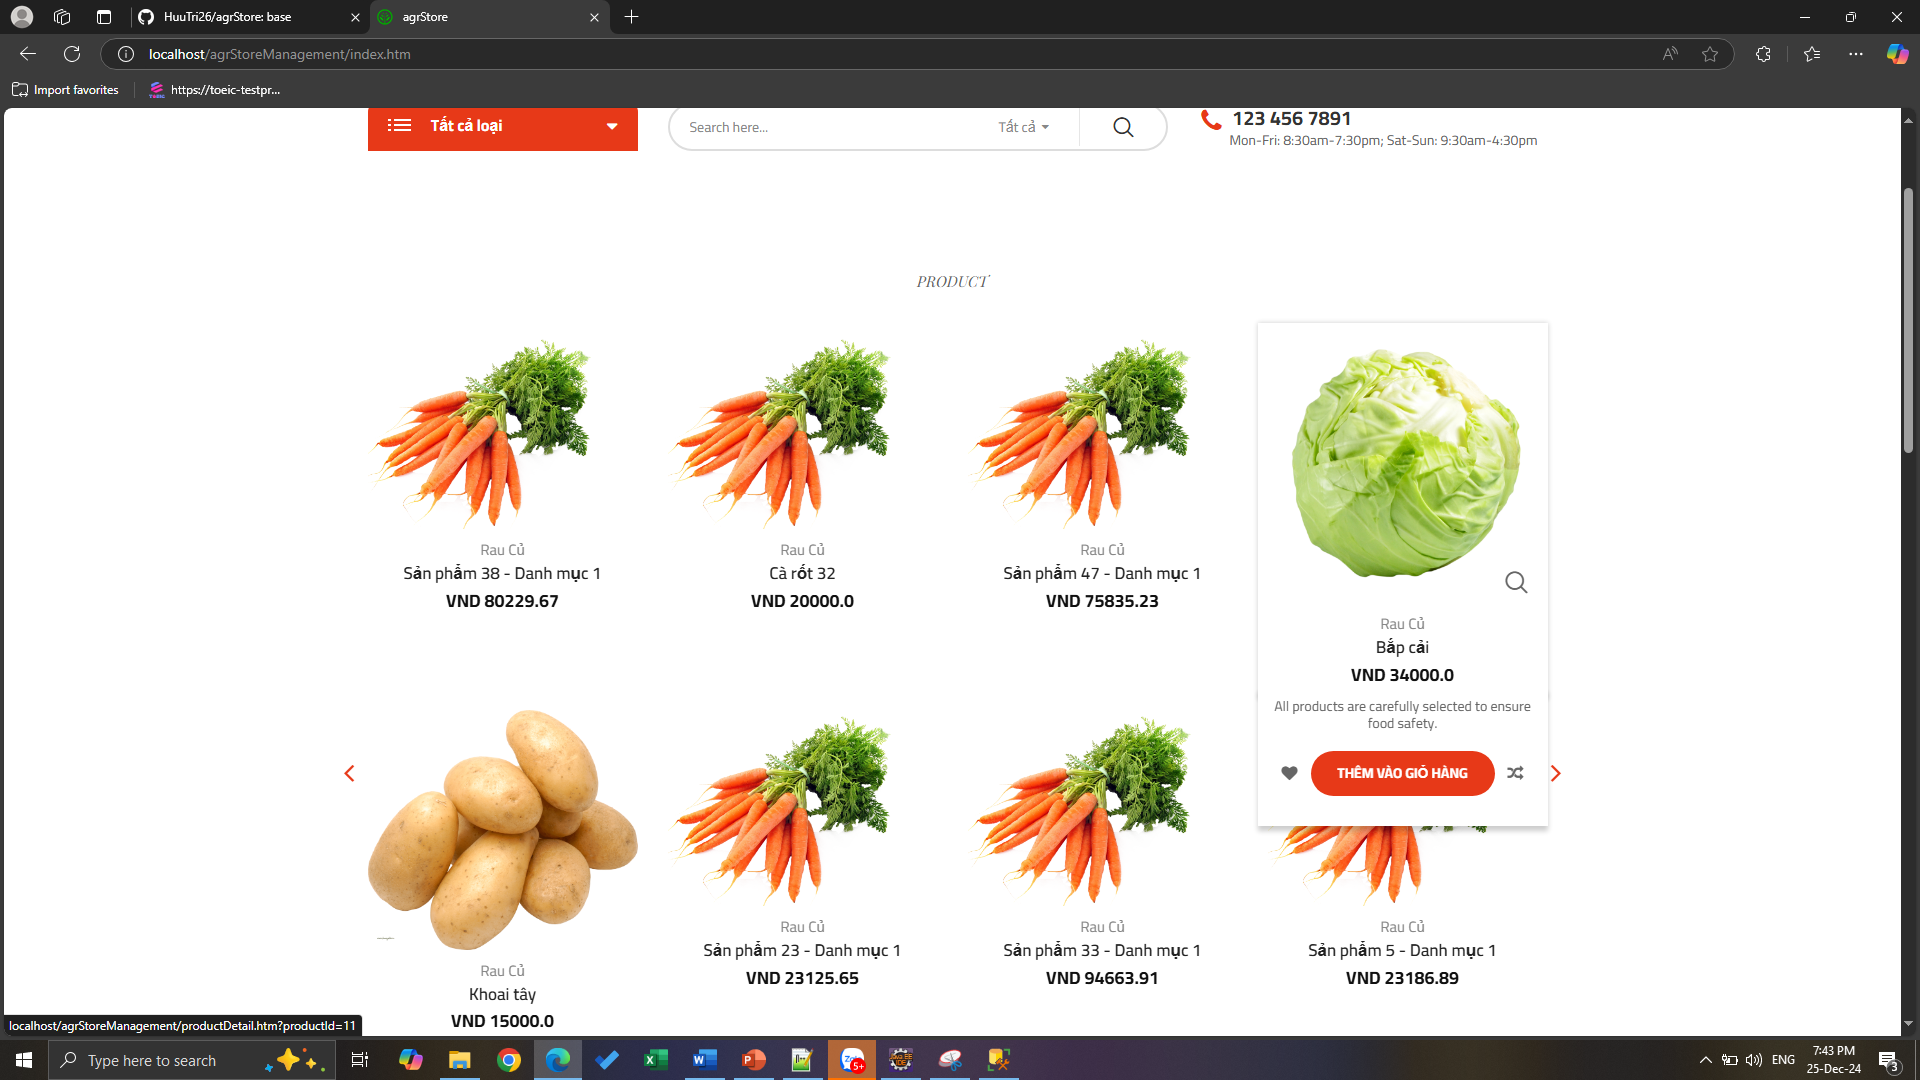 HuuTri26/agrStore: base
agrStore
localhost/agrStoreManagement/index.htm
Import favorites
https://toeic-testpr...
Tất cả loại
Search here...
Tất cả
123 456 7891
Mon-Fri: 8:30am-7:30pm; Sat-Sun: 9:30am-4:30pm
PRODUCT
Rau Củ
Sản phẩm 38 - Danh mục 1
VND 80229.67
Rau Củ
Cà rốt 32
VND 20000.0
Rau Củ
Sản phẩm 47 - Danh mục 1
VND 75835.23
Rau Củ
Bắp cải
VND 34000.0
All products are carefully selected to ensure
food safety.
THÊM VÀO GIỎ HÀNG
Rau Củ
Khoai tây
VND 15000.0
Rau Củ
Sản phẩm 23 - Danh mục 1
VND 23125.65
Rau Củ
Sản phẩm 33 - Danh mục 1
VND 94663.91
Rau Củ
Sản phẩm 5 - Danh mục 1
VND 23186.89
localhost/agrStoreManagement/productDetail.htm?productId=11
Type here to search
5+
ENG
7:43 PM
25-Dec-24
3